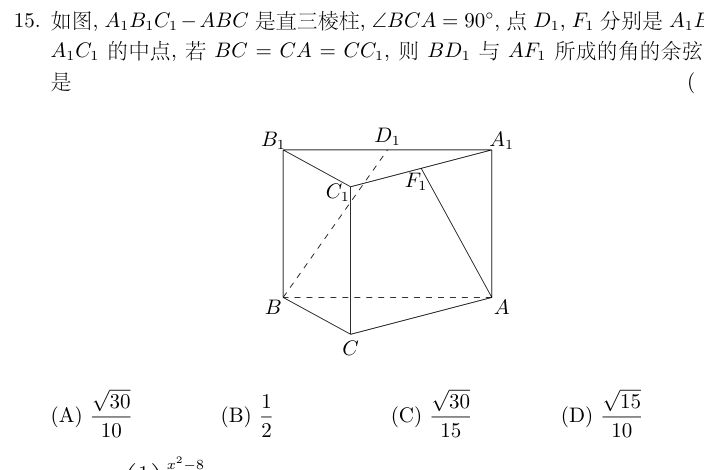 15. 如图, A₁B₁C₁ − ABC 是直三棱柱, ∠BCA = 90°, 点 D₁, F₁ 分别是 A₁B
A₁C₁ 的中点, 若 BC = CA = CC₁, 则 BD₁ 与 AF₁ 所成的角的余弦
是 (
B₁ D₁ A₁
C₁ F₁
B A
C
(A) √30/10 (B) 1/2 (C) √30/15 (D) √15/10
x²−8